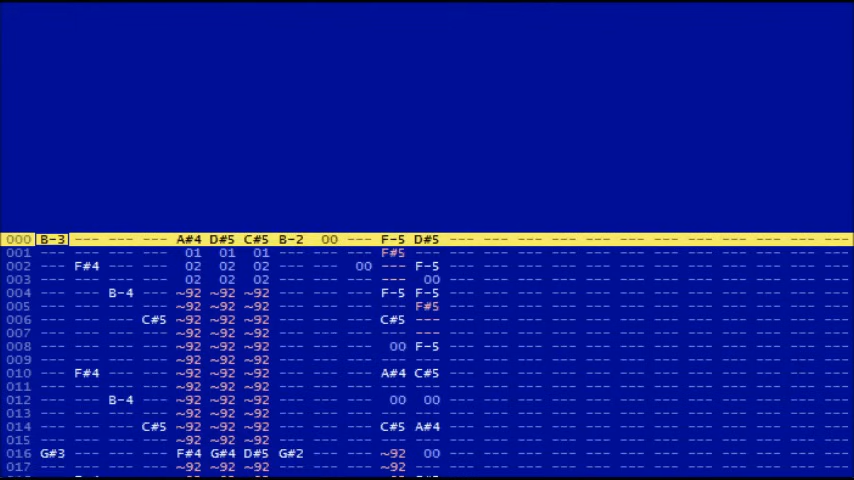 000 B-3 --- --- --- A#4 D#5 C#5 B-2 00 --- F-5 D#5 --- --- --- --- --- --- --- --- --- --- --- ---
001 --- --- --- --- 01 01 01 --- --- --- F#5 --- --- --- --- --- --- --- --- --- --- --- --- ---
002 --- F#4 --- --- 02 02 02 --- --- 00 --- F-5 --- --- --- --- --- --- --- --- --- --- --- ---
003 --- --- --- --- 02 02 02 --- --- --- --- 00 --- --- --- --- --- --- --- --- --- --- --- ---
004 --- --- B-4 --- ~92 ~92 ~92 --- --- --- F-5 F-5 --- --- --- --- --- --- --- --- --- --- --- ---
005 --- --- --- --- ~92 ~92 ~92 --- --- --- --- F#5 --- --- --- --- --- --- --- --- --- --- --- ---
006 --- --- --- C#5 ~92 ~92 ~92 --- --- --- C#5 --- --- --- --- --- --- --- --- --- --- --- --- ---
007 --- --- --- --- ~92 ~92 ~92 --- --- --- --- --- --- --- --- --- --- --- --- --- --- --- --- ---
008 --- --- --- --- ~92 ~92 ~92 --- --- --- 00 F-5 --- --- --- --- --- --- --- --- --- --- --- ---
009 --- --- --- --- ~92 ~92 ~92 --- --- --- --- --- --- --- --- --- --- --- --- --- --- --- --- ---
010 --- F#4 --- --- ~92 ~92 ~92 --- --- --- A#4 C#5 --- --- --- --- --- --- --- --- --- --- --- ---
011 --- --- --- --- ~92 ~92 ~92 --- --- --- --- --- --- --- --- --- --- --- --- --- --- --- --- ---
012 --- --- B-4 --- ~92 ~92 ~92 --- --- --- 00 00 --- --- --- --- --- --- --- --- --- --- --- ---
013 --- --- --- --- ~92 ~92 ~92 --- --- --- --- --- --- --- --- --- --- --- --- --- --- --- --- ---
014 --- --- --- C#5 ~92 ~92 ~92 --- --- --- C#5 A#4 --- --- --- --- --- --- --- --- --- --- --- ---
015 --- --- --- --- ~92 ~92 ~92 --- --- --- --- --- --- --- --- --- --- --- --- --- --- --- --- ---
016 G#3 --- --- --- F#4 G#4 D#5 G#2 --- --- ~92 00 --- --- --- --- --- --- --- --- --- --- --- ---
017 --- --- --- --- ~92 ~92 ~92 --- --- --- ~92 --- --- --- --- --- --- --- --- --- --- --- --- ---